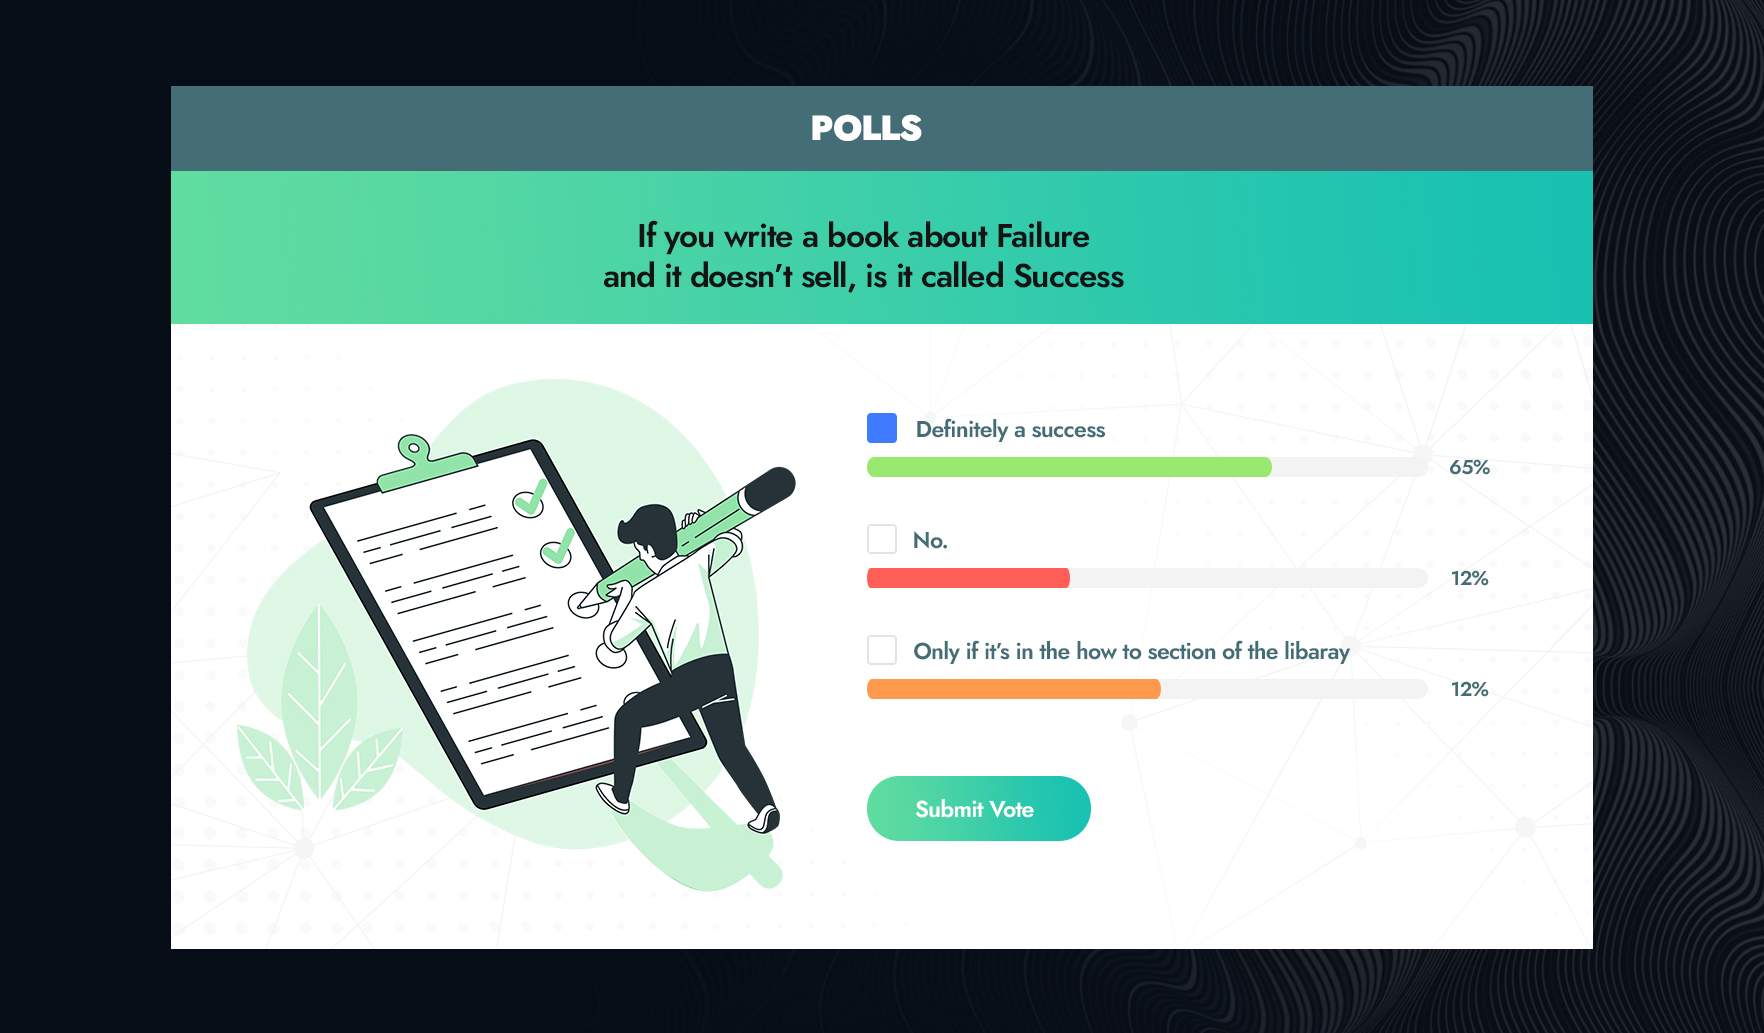 POLLS
If you write a book about Failure
and it doesn’t sell, is it called Success
Definitely a success
65%
No.
12%
Only if it’s in the how to section of the libaray
12%
Submit Vote